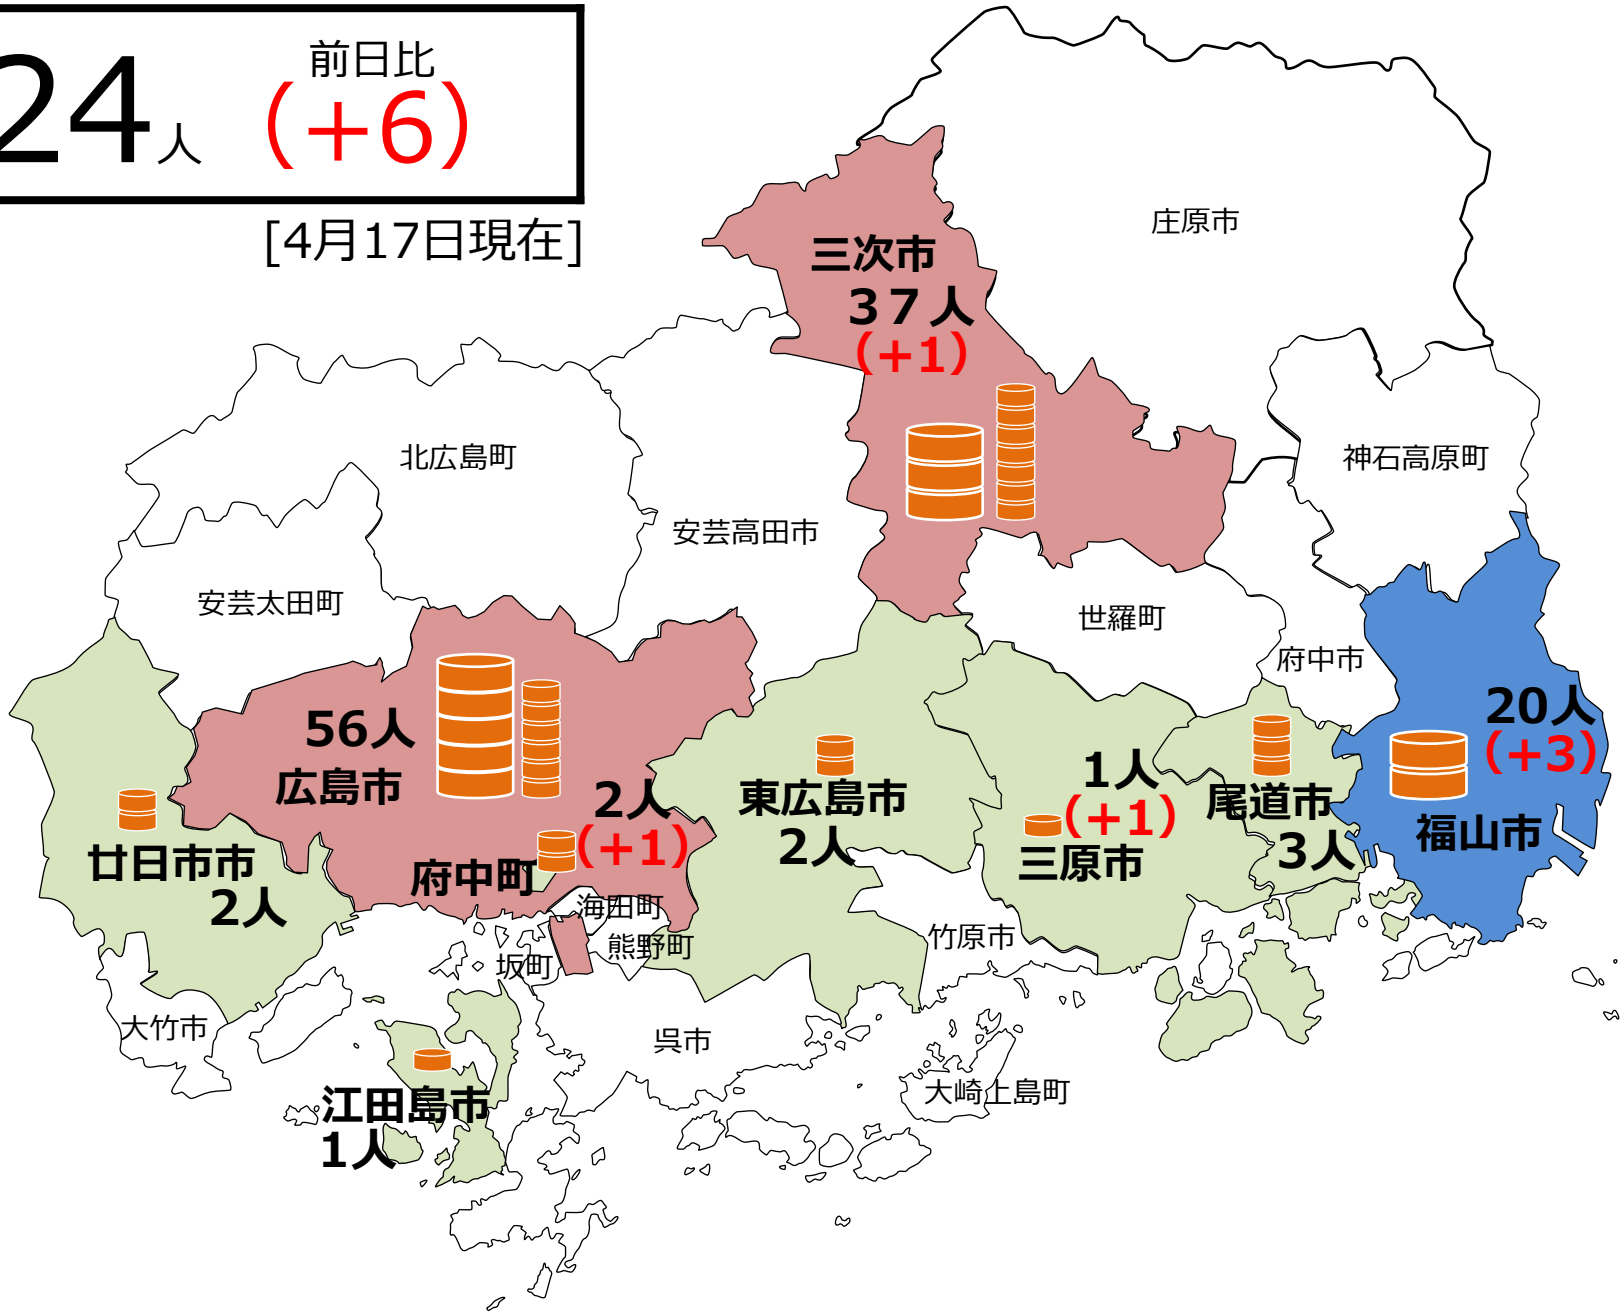 24人
前日比
（+6）
[4月17日現在]
庄原市
三次市
３７人
（+1）
北広島町
神石高原町
安芸高田市
安芸太田町
世羅町
府中市
56人
広島市
2人
（+1）
府中町
東広島市
2人
1人
（+1）
三原市
尾道市
3人
20人
（+3）
福山市
廿日市市
2人
海田町
熊野町
坂町
竹原市
大竹市
呉市
大崎上島町
江田島市
1人